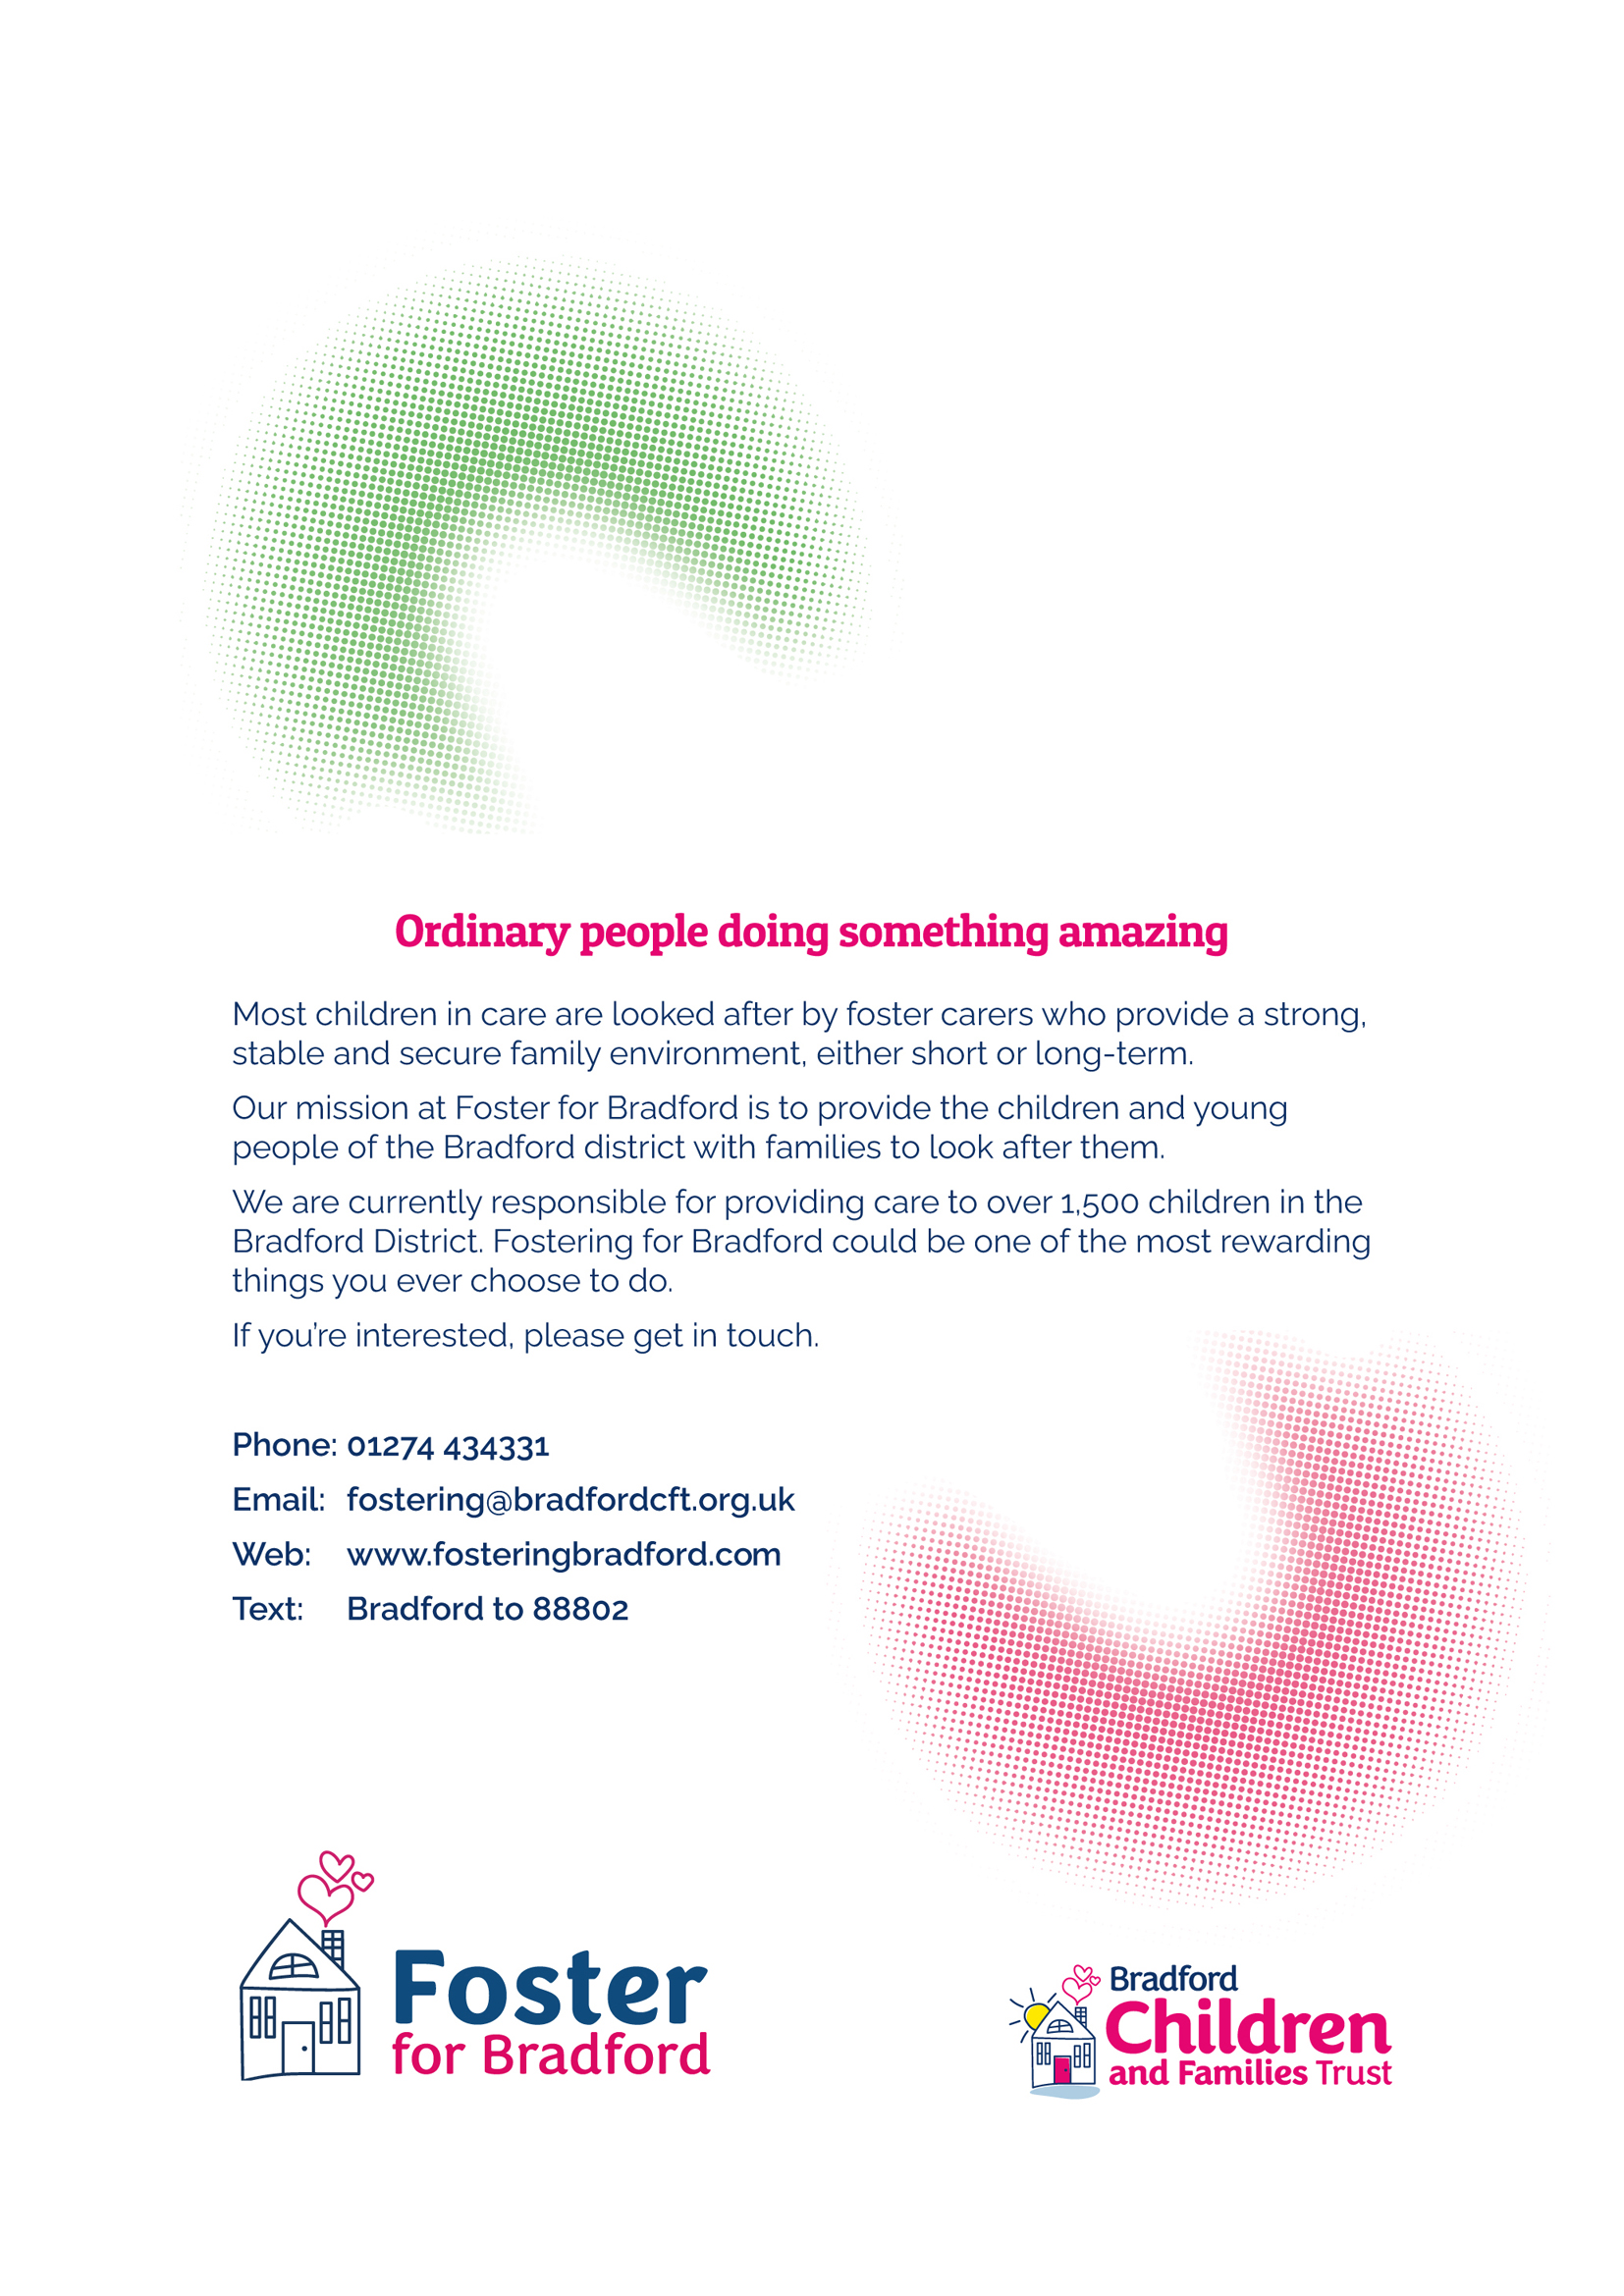 Ordinary people doing something amazing
Most children in care are looked after by foster carers who provide a strong,
stable and secure family environment, either short or long-term.
Our mission at Foster for Bradford is to provide the children and young
people of the Bradford district with families to look after them.
We are currently responsible for providing care to over 1,500 children in the
Bradford District. Fostering for Bradford could be one of the most rewarding
things you ever choose to do.
If you’re interested, please get in touch.
Phone: 01274 434331
Email: fostering@bradfordcft.org.uk
Web: www.fosteringbradford.com
Text: Bradford to 88802
Foster
for Bradford
Bradford
Children
and Families Trust